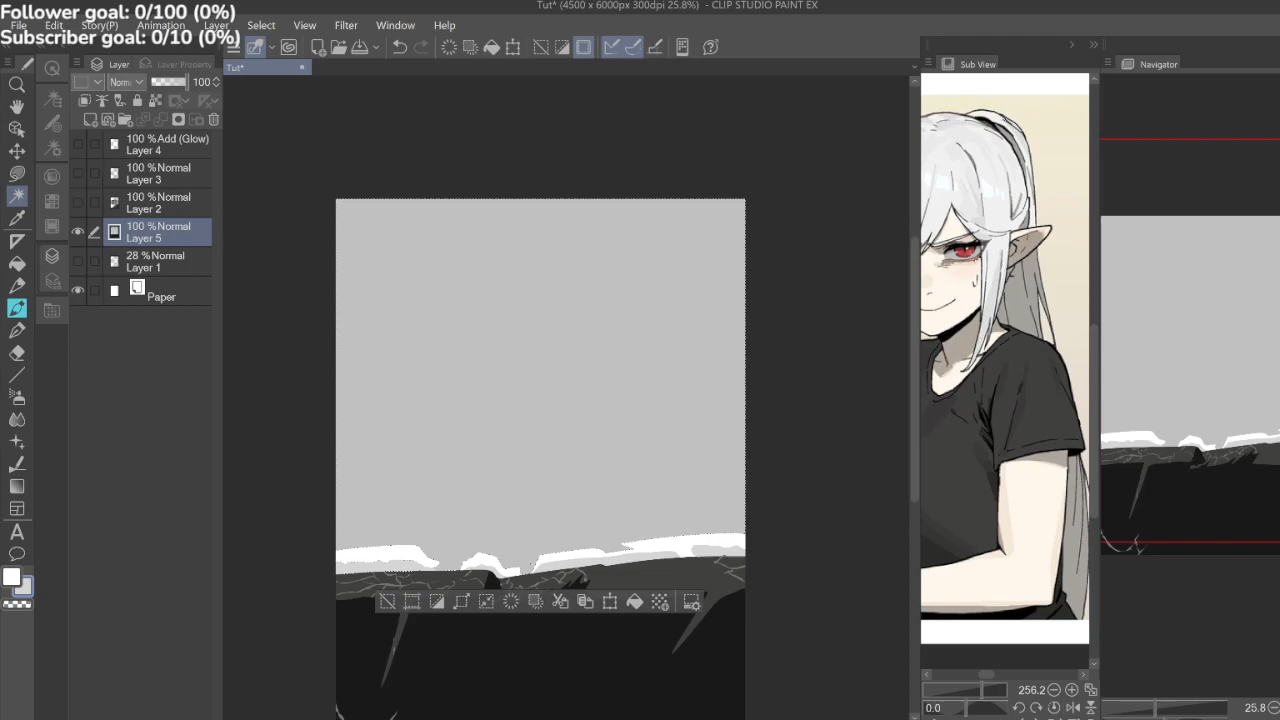 Tut* (4500 x 6000px 300dpi 25.8%) - CLIP STUDIO PAINT EX
Follower goal: 0/100 (0%)
File Edit Story(P) Animation Layer Select View Filter Window Help
Subscriber goal: 0/10 (0%)
Layer Layer Property
Tut*
Sub View
Navigator
Norm 100
100 % Add (Glow)
Layer 4
100 % Normal
Layer 3
100 % Normal
Layer 2
100 % Normal
Layer 5
28 % Normal
Layer 1
Paper
256.2
0.0
25.8